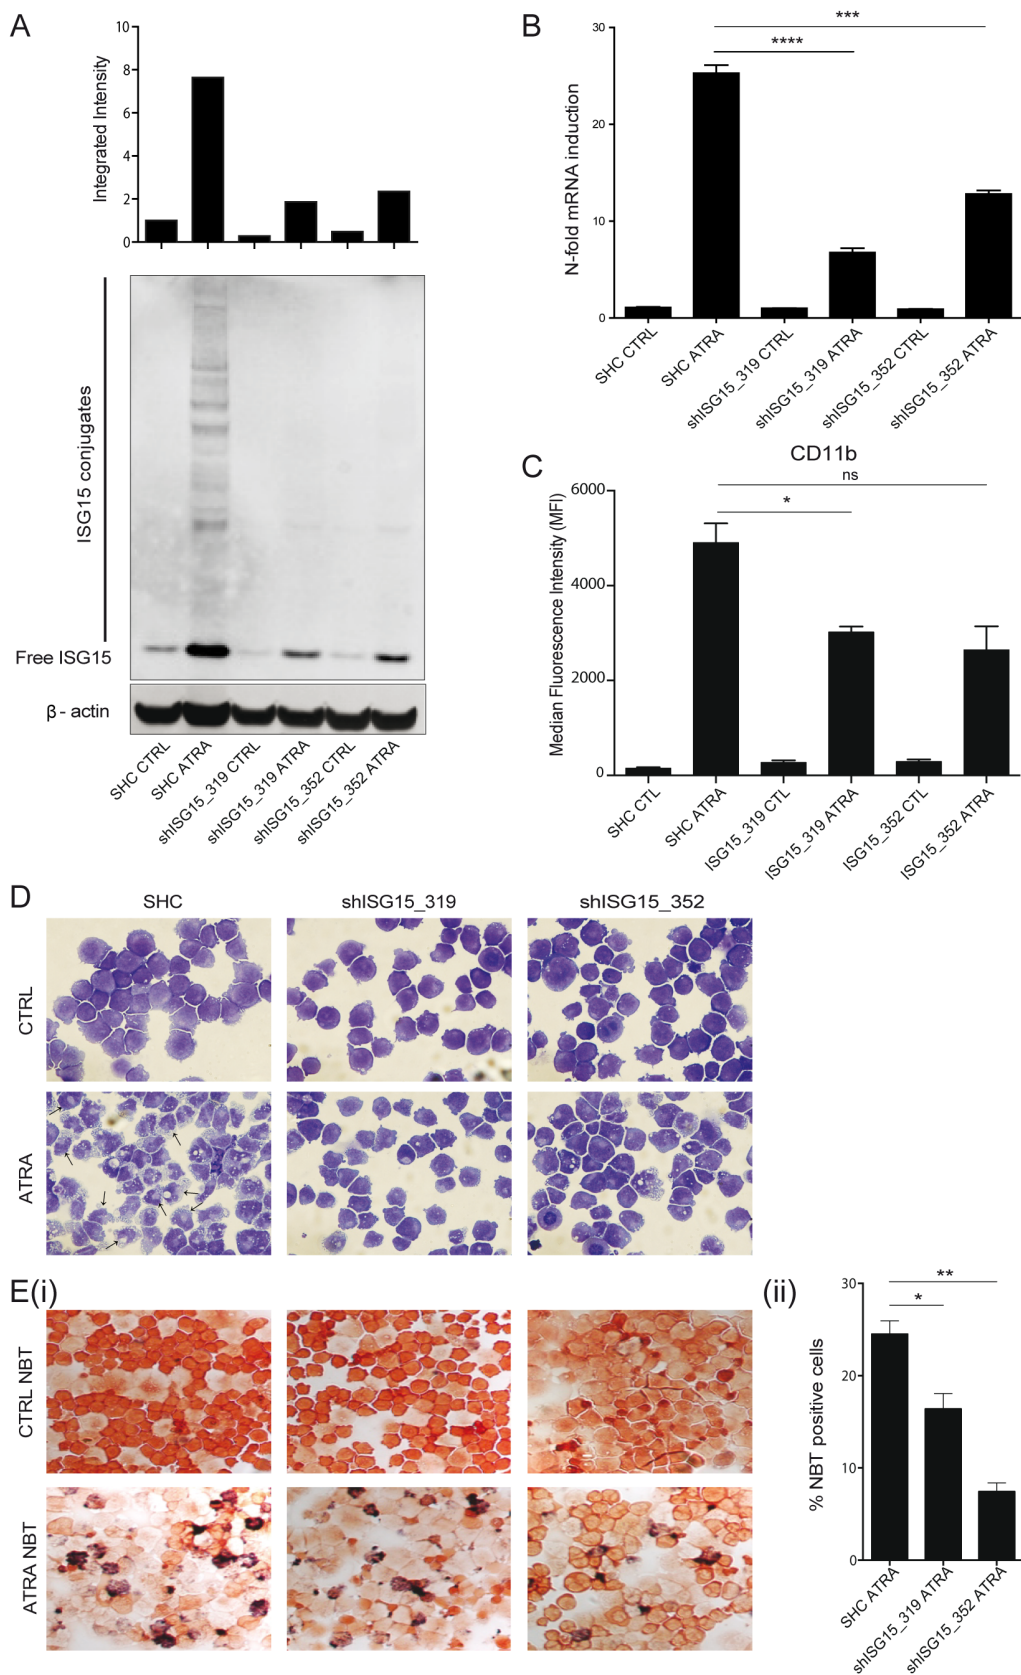 A
10
8
6
4
2
0
Integrated Intensity
ISG15 conjugates
Free ISG15
β - actin
SHC CTRL
SHC ATRA
shISG15_319 CTRL
shISG15_319 ATRA
shISG15_352 CTRL
shISG15_352 ATRA
B
***
****
30
20
10
0
N-fold mRNA induction
SHC CTRL
SHC ATRA
shISG15_319 CTRL
shISG15_319 ATRA
shISG15_352 CTRL
shISG15_352 ATRA
C
CD11b
ns
*
6000
4000
2000
0
Median Fluorescence Intensity (MFI)
SHC CTL
SHC ATRA
ISG15_319 CTL
ISG15_319 ATRA
ISG15_352 CTL
ISG15_352 ATRA
D
SHC
shISG15_319
shISG15_352
CTRL
ATRA
E(i)
CTRL NBT
ATRA NBT
(ii)
**
*
30
20
10
0
% NBT positive cells
SHC ATRA
shISG15_319 ATRA
shISG15_352 ATRA